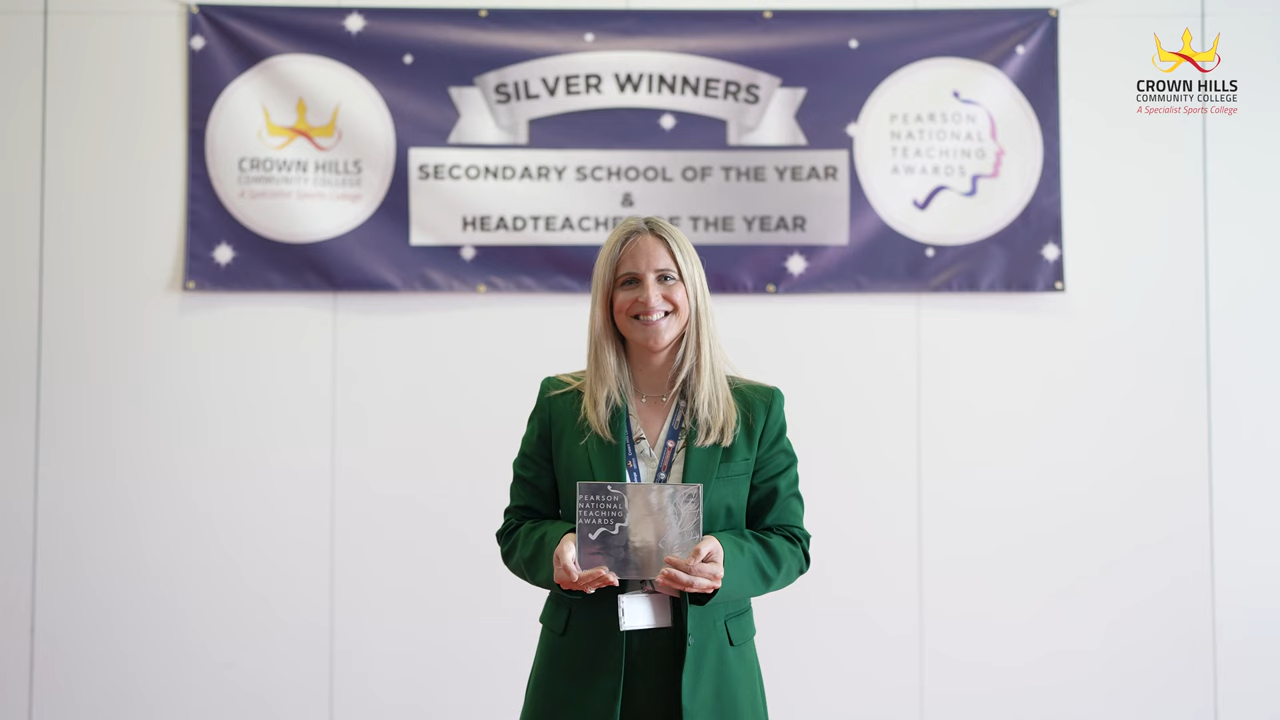 SILVER WINNERS
CROWN HILLS
COMMUNITY COLLEGE
A Specialist Sports College
SECONDARY SCHOOL OF THE YEAR
&
HEADTEACHE F THE YEAR
PEARSON
NATIONAL
TEACHING
AWARDS
CROWN HILLS
COMMUNITY COLLEGE
A Specialist Sports College
PEARSON
NATIONAL
TEACHING
AWARDS